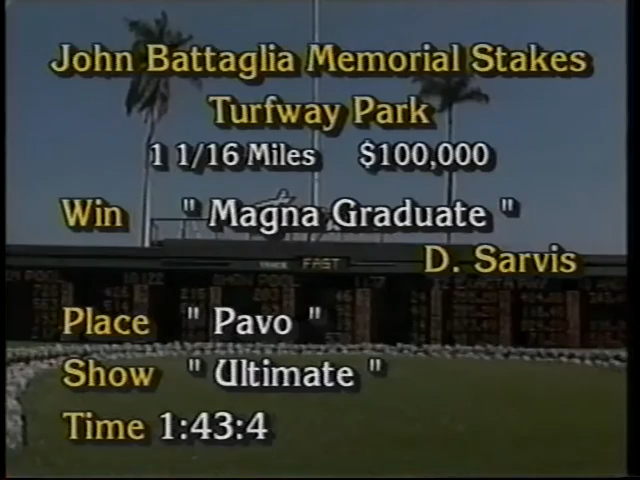 John Battaglia Memorial Stakes
Turfway Park
1 1/16 Miles $100,000
Win " Magna Graduate "
FAST
D. Sarvis
Place " Pavo "
Show " Ultimate "
Time 1:43:4